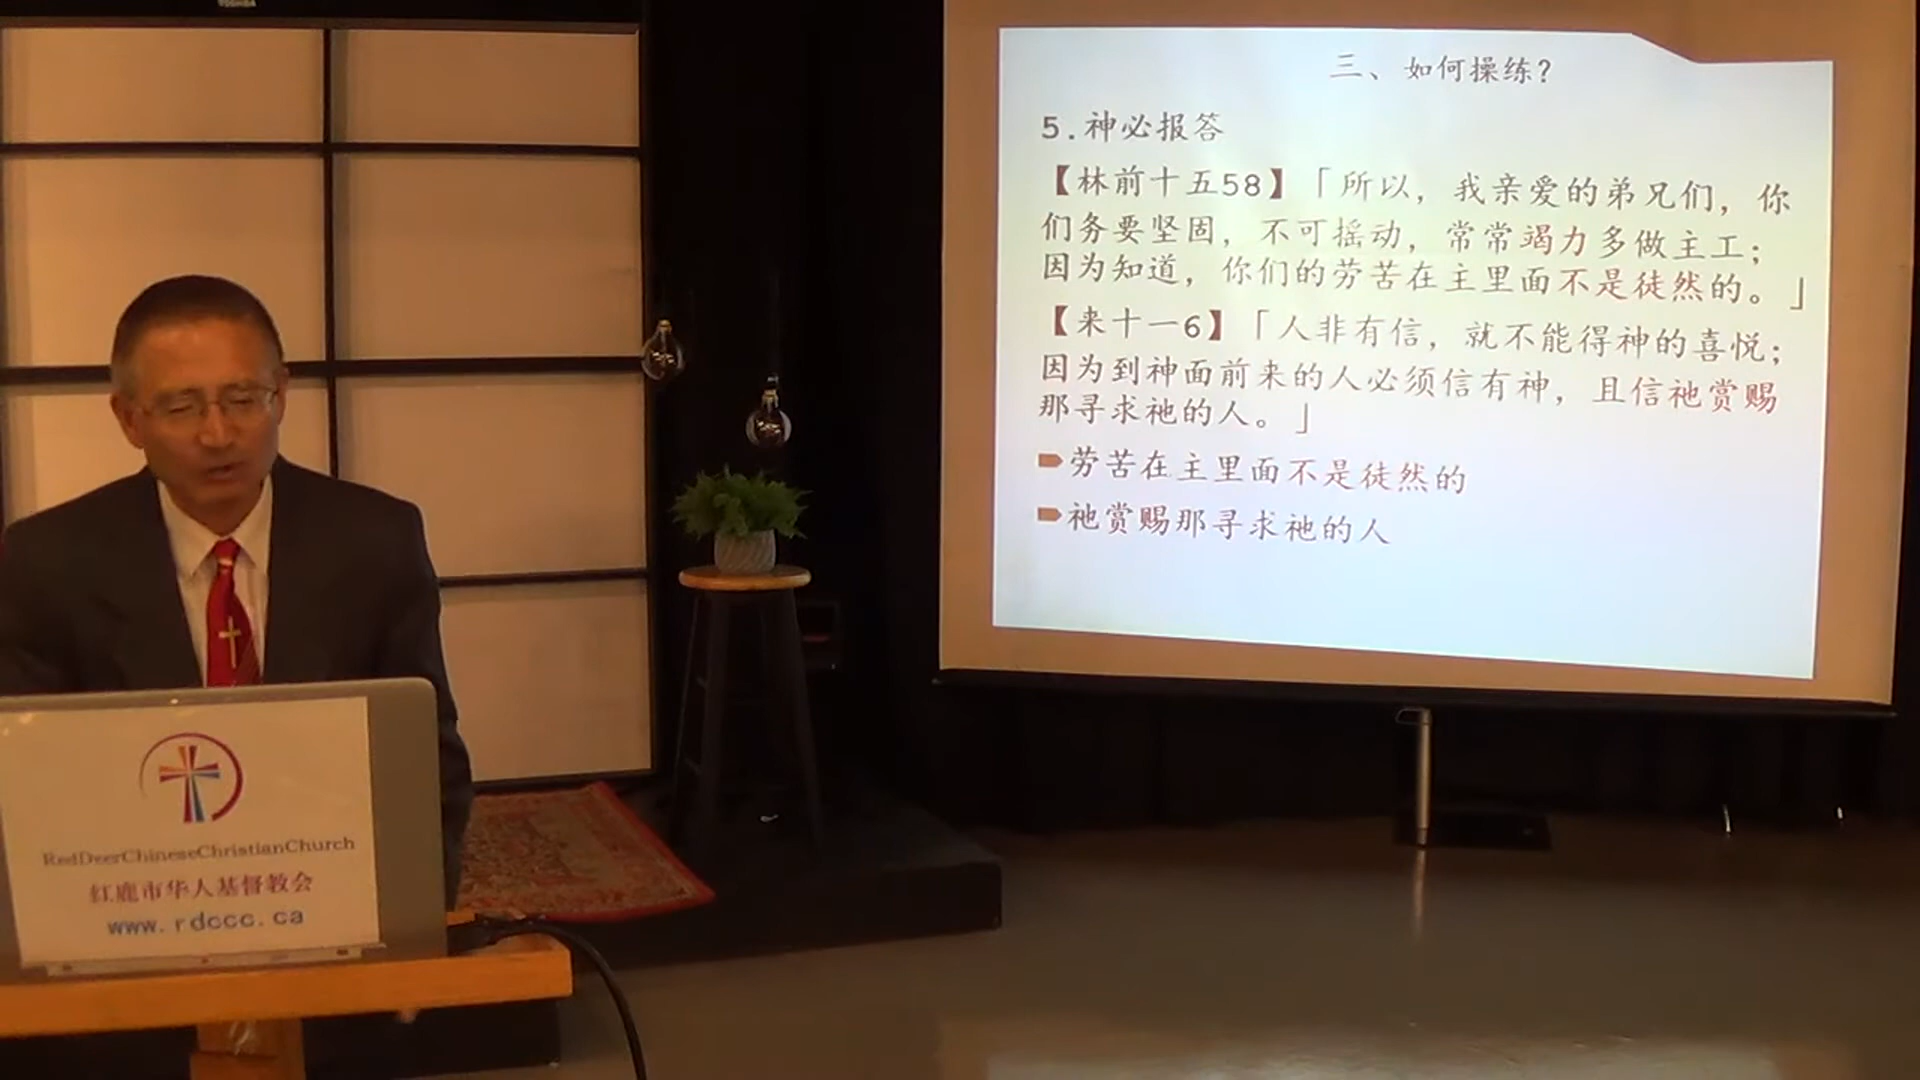 TOSHIBA
三、如何操练?
5.神必报答
【林前十五58】「所以，我亲爱的弟兄们，你
们务要坚固，不可摇动，常常竭力多做主工；
因为知道，你们的劳苦在主里面不是徒然的。」
【来十一6】「人非有信，就不能得神的喜悦；
因为到神面前来的人必须信有神，且信祂赏赐
那寻求祂的人。」
劳苦在主里面不是徒然的
祂赏赐那寻求祂的人
RedDeerChineseChristianChurch
红鹿市华人基督教会
www.rdccc.ca